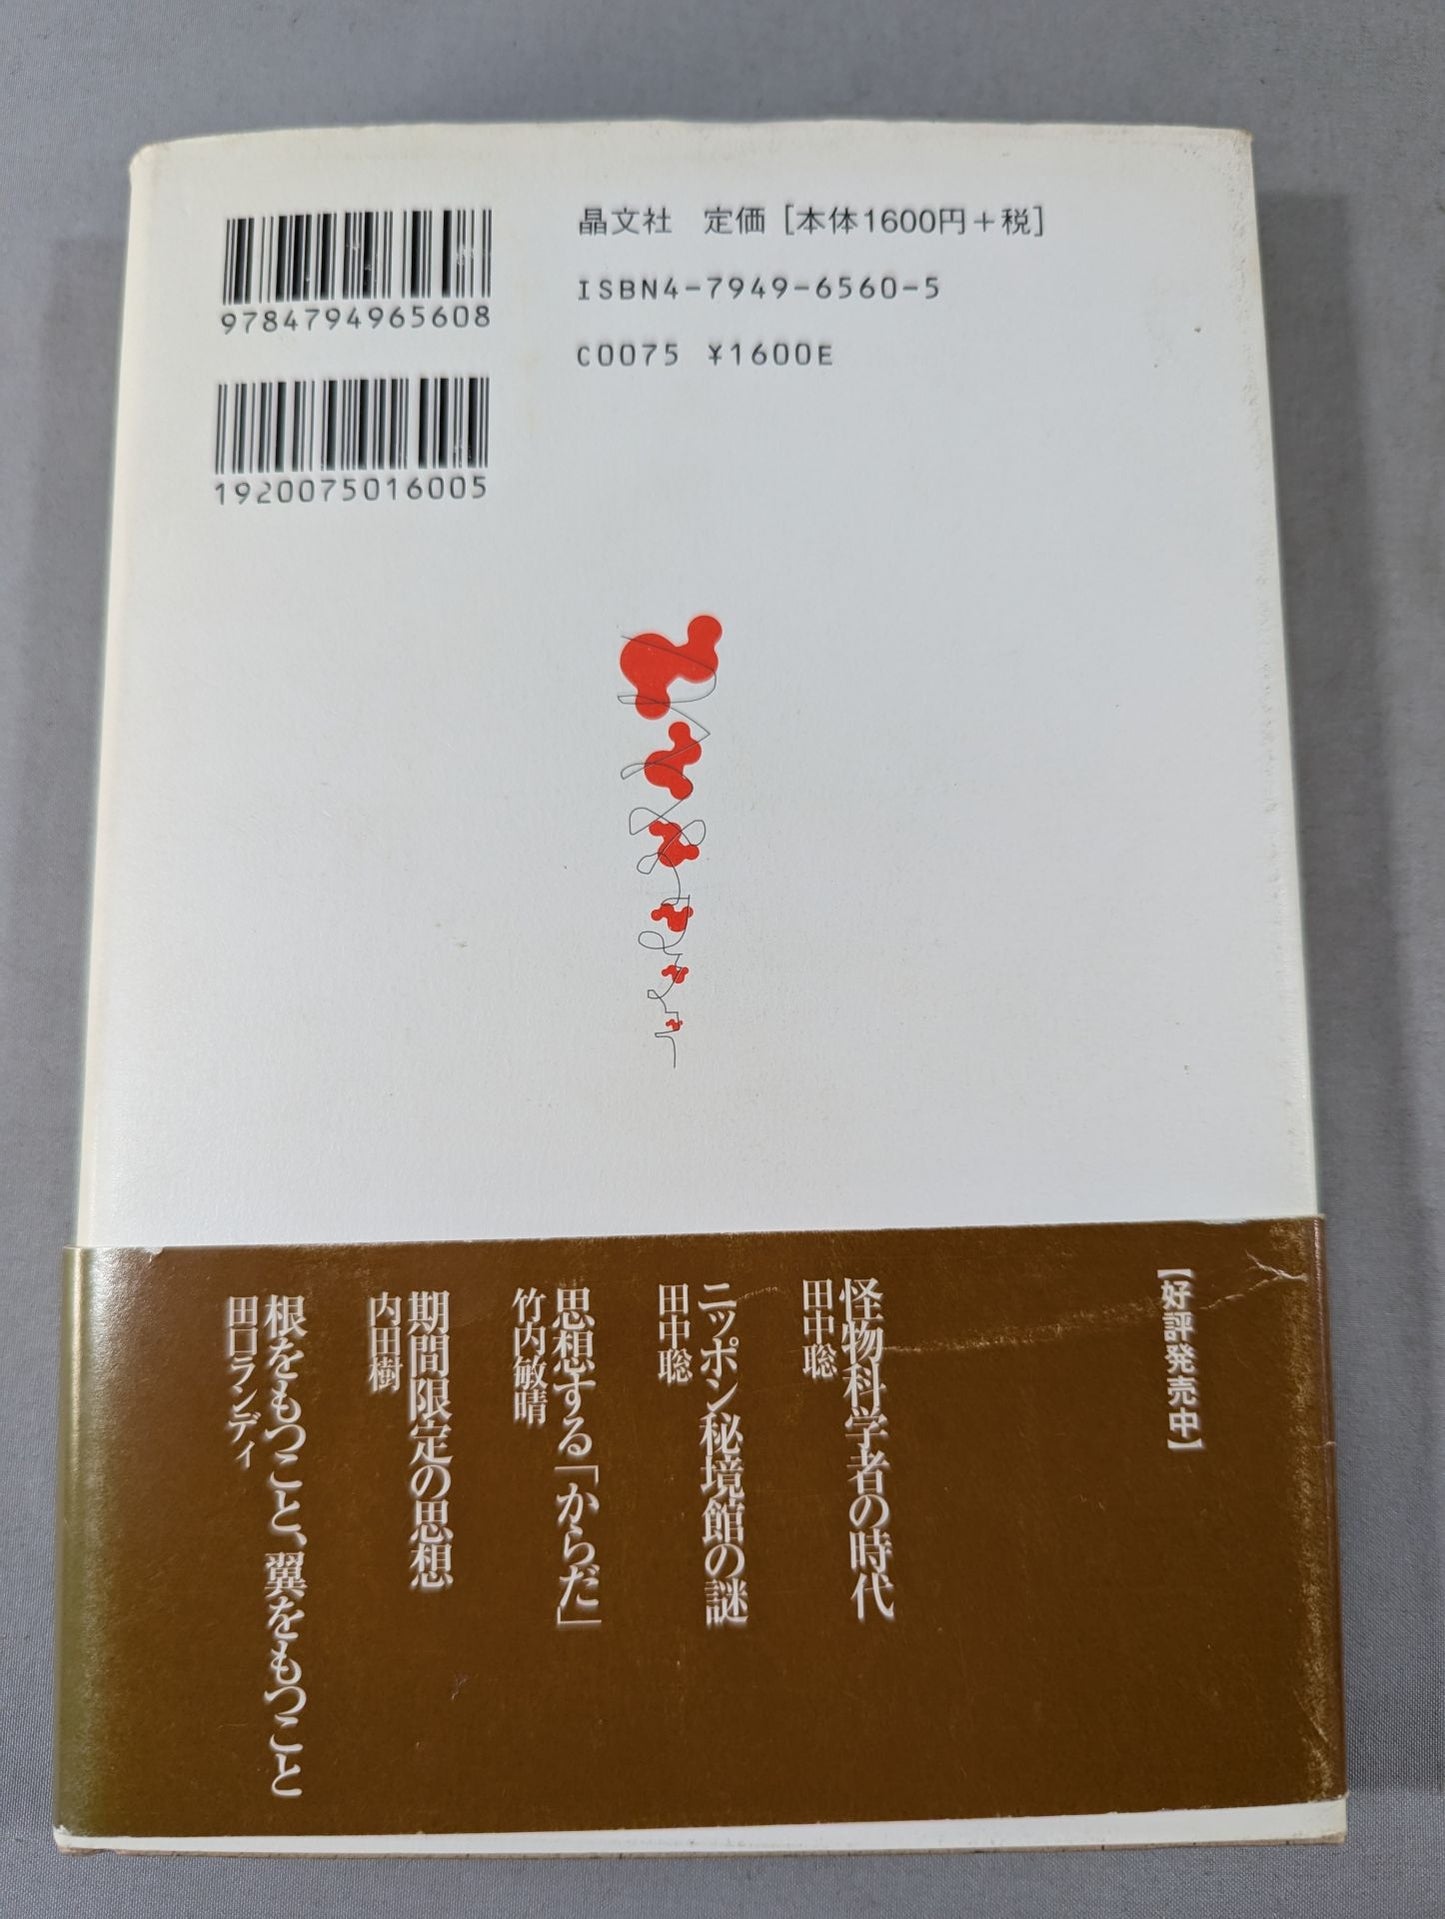 9784794965608
1920075016005
晶文社 定価[本体1600円+税]
ISBN4-7949-6560-5
C0075 ¥1600E
【好評発売中】
怪物科学者の時代
田中聡
ニッポン秘境館の謎
田中聡
思想する「からだ」
竹内敏晴
期間限定の思想
内田樹
根をもつこと、翼をもつこと
田口ランディ